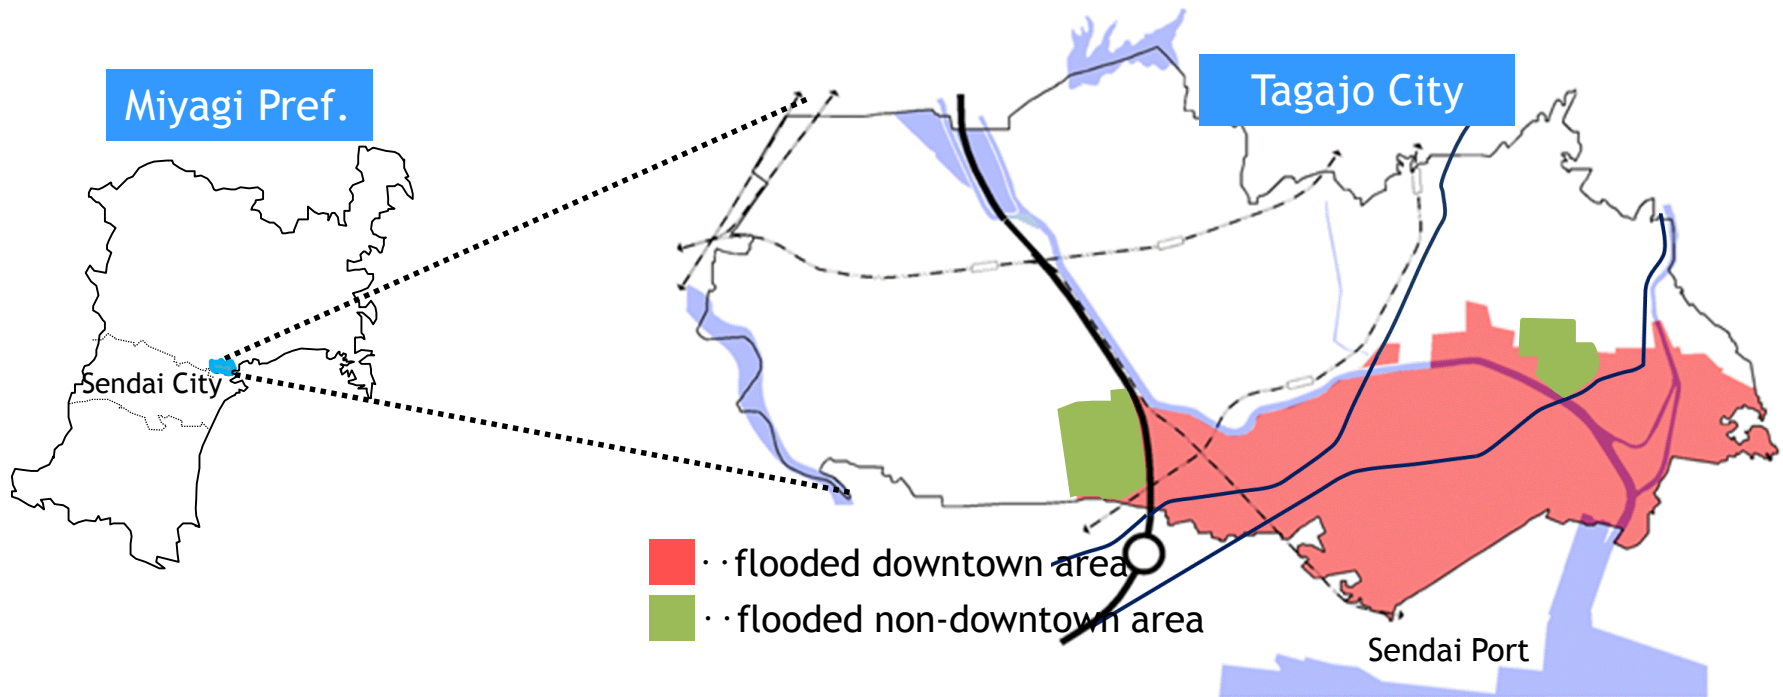 Miyagi Pref.
Tagajo City
Sendai City
‥flooded downtown area
‥flooded non-downtown area
Sendai Port